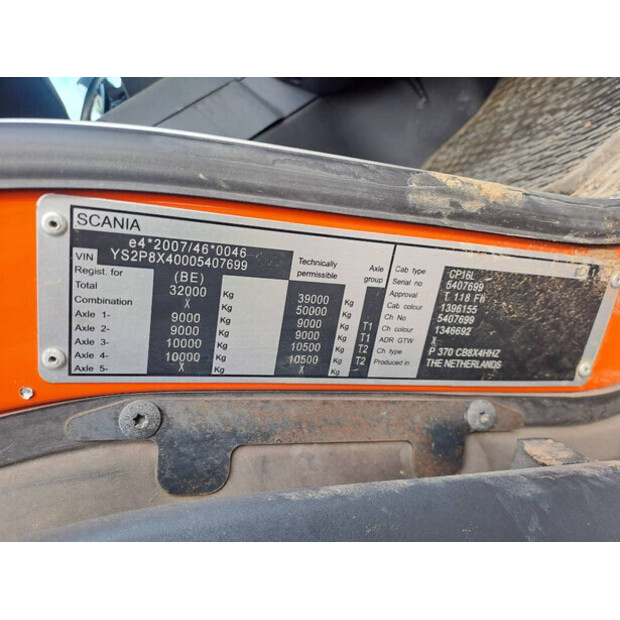 SCANIA
e4*2007/46*0046
VIN YS2P8X40005407699
Regist. for (BE) Technically permissible Axle group
Total 32000 Kg 39000 Kg
Combination X Kg 50000 Kg
Axle 1- 9000 Kg 9000 Kg T1
Axle 2- 9000 Kg 9000 Kg T1
Axle 3- 10000 Kg 10500 Kg T2
Axle 4- 10000 Kg 10500 Kg T2
Axle 5- X Kg X Kg
Cab type CP16L
Serial no 5407699
Approval T 118 F6
Cab colour 1396155
Ch No 5407699
Ch colour 1346692
ADR GTW X
Ch type P 370 CB8X4HHZ
Produced in THE NETHERLANDS